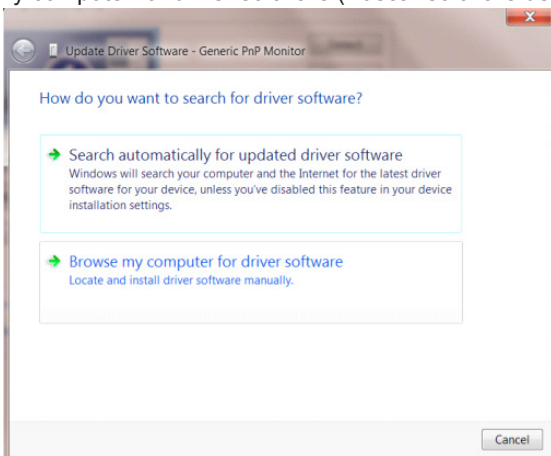 Update Driver Software - Generic PnP Monitor
How do you want to search for driver software?
Search automatically for updated driver software
Windows will search your computer and the Internet for the latest driver
software for your device, unless you've disabled this feature in your device
installation settings.
Browse my computer for driver software
Locate and install driver software manually.
Cancel